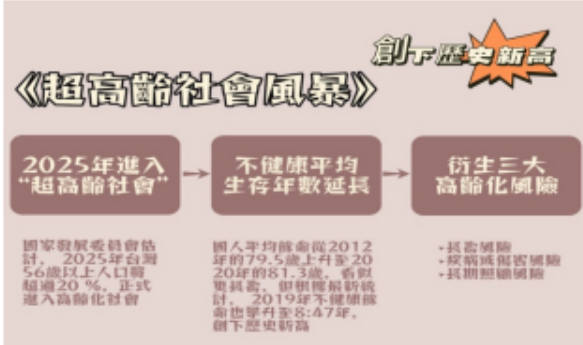 創下歷史新高
《超高齡社會風暴》
2025年進入
“超高齡社會”
不健康平均
生存年數延長
衍生三大
高齡化風險
國家發展委員會估
計， 2025年台灣
56歲以上人口將
超過20 %，正式
進入高齡化社會
國人平均餘命從2012
年的79.5歲上升至20
20年的81.3歲，看似
更長壽，但根據最新統
計， 2019年不健康餘
命也攀升至8:47年，
創下歷史新高
·長壽風險
·疾病或傷害風險
·長期照顧風險